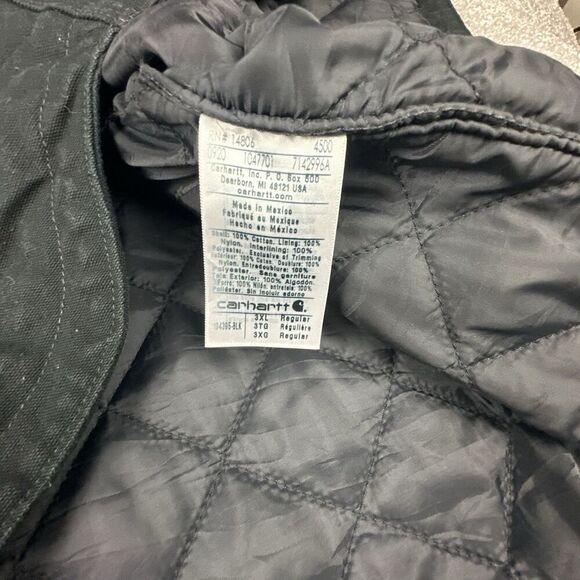 RN# 14806 4500
0920 1047701 7142996A
Carhartt, Inc. P.O. Box 600
Dearborn, MI 48121 USA
carhartt.com
Made in Mexico
Fabriqué au Mexique
Hecho en México
Shell: 100% Cotton. Lining: 100%
Nylon. Interlining: 100%
Polyester, Exclusive of Trimming
Extérieur: 100% Coton. Doublure: 100%
Nylon. Entredoublure: 100%
Polyester. Sans garniture
Exterior: 100% Algodón.
Forro: 100% Nilón. entretela: 100%
Poliéster. Sin incluir adorno
carhartt
3XL Regular
104395-BLK 3TG Régulière
3XG Regular